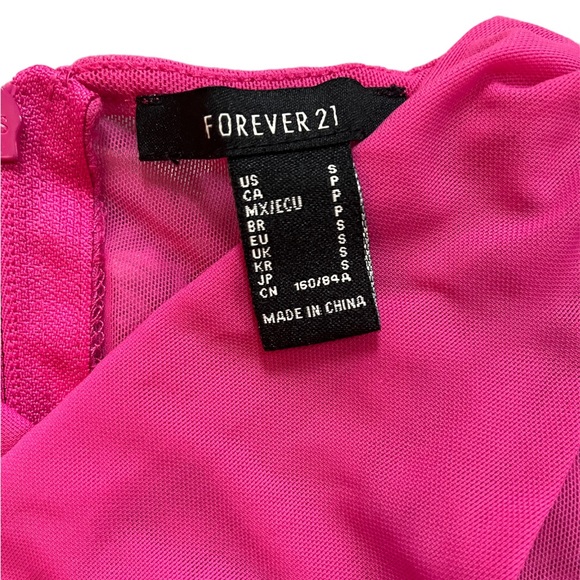 FOREVER 21
US S
CA P
MX/ECU P
BR P
EU S
UK S
KR S
JP S
CN 160/84A
MADE IN CHINA